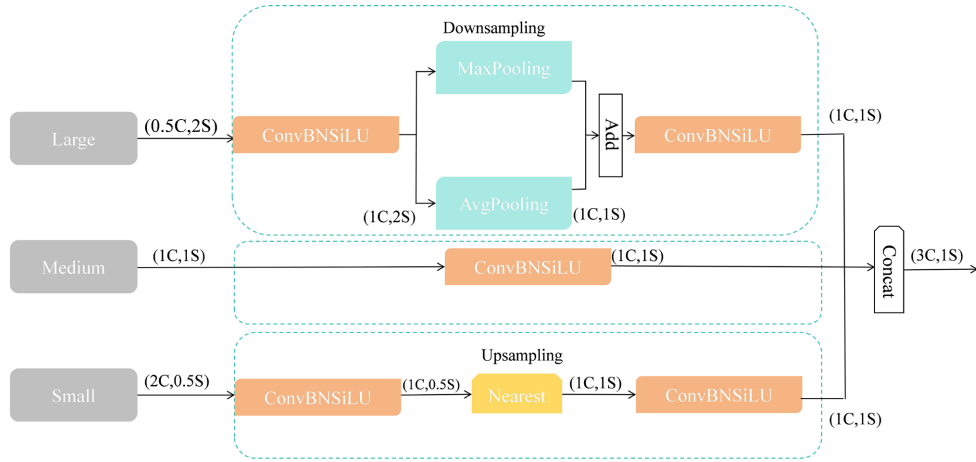 Downsampling
MaxPooling
Large
(0.5C,2S)
ConvBNSiLU
Add
ConvBNSiLU
(1C,1S)
AvgPooling
(1C,2S)
(1C,1S)
Medium
(1C,1S)
ConvBNSiLU
(1C,1S)
Concat
(3C,1S)
Upsampling
Small
(2C,0.5S)
ConvBNSiLU
(1C,0.5S)
Nearest
(1C,1S)
ConvBNSiLU
(1C,1S)